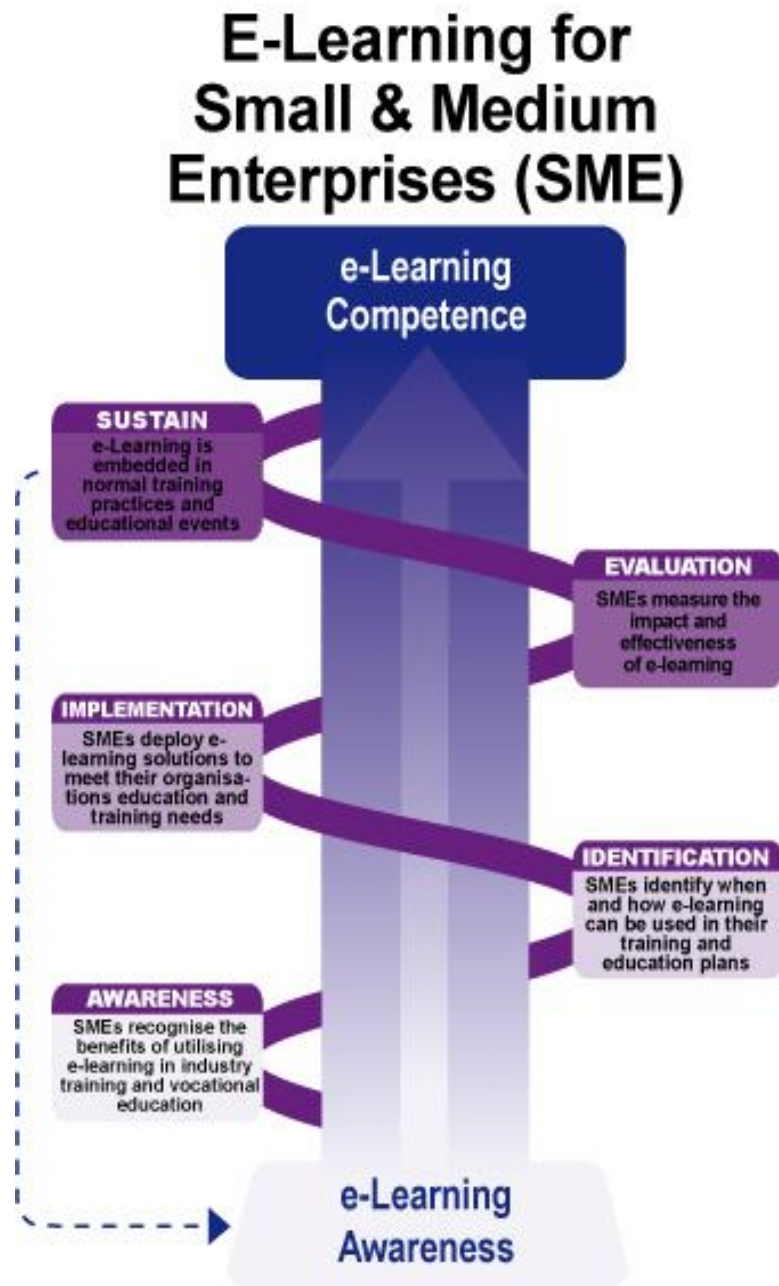 E-Learning for
Small & Medium
Enterprises (SME)
e-Learning
Competence
SUSTAIN
e-Learning is
embedded in
normal training
practices and
educational events
EVALUATION
SMEs measure the
impact and
effectiveness
of e-learning
IMPLEMENTATION
SMEs deploy e-
learning solutions to
meet their organisa-
tions education and
training needs
IDENTIFICATION
SMEs identify when
and how e-learning
can be used in their
training and
education plans
AWARENESS
SMEs recognise the
benefits of utilising
e-learning in industry
training and vocational
education
e-Learning
Awareness